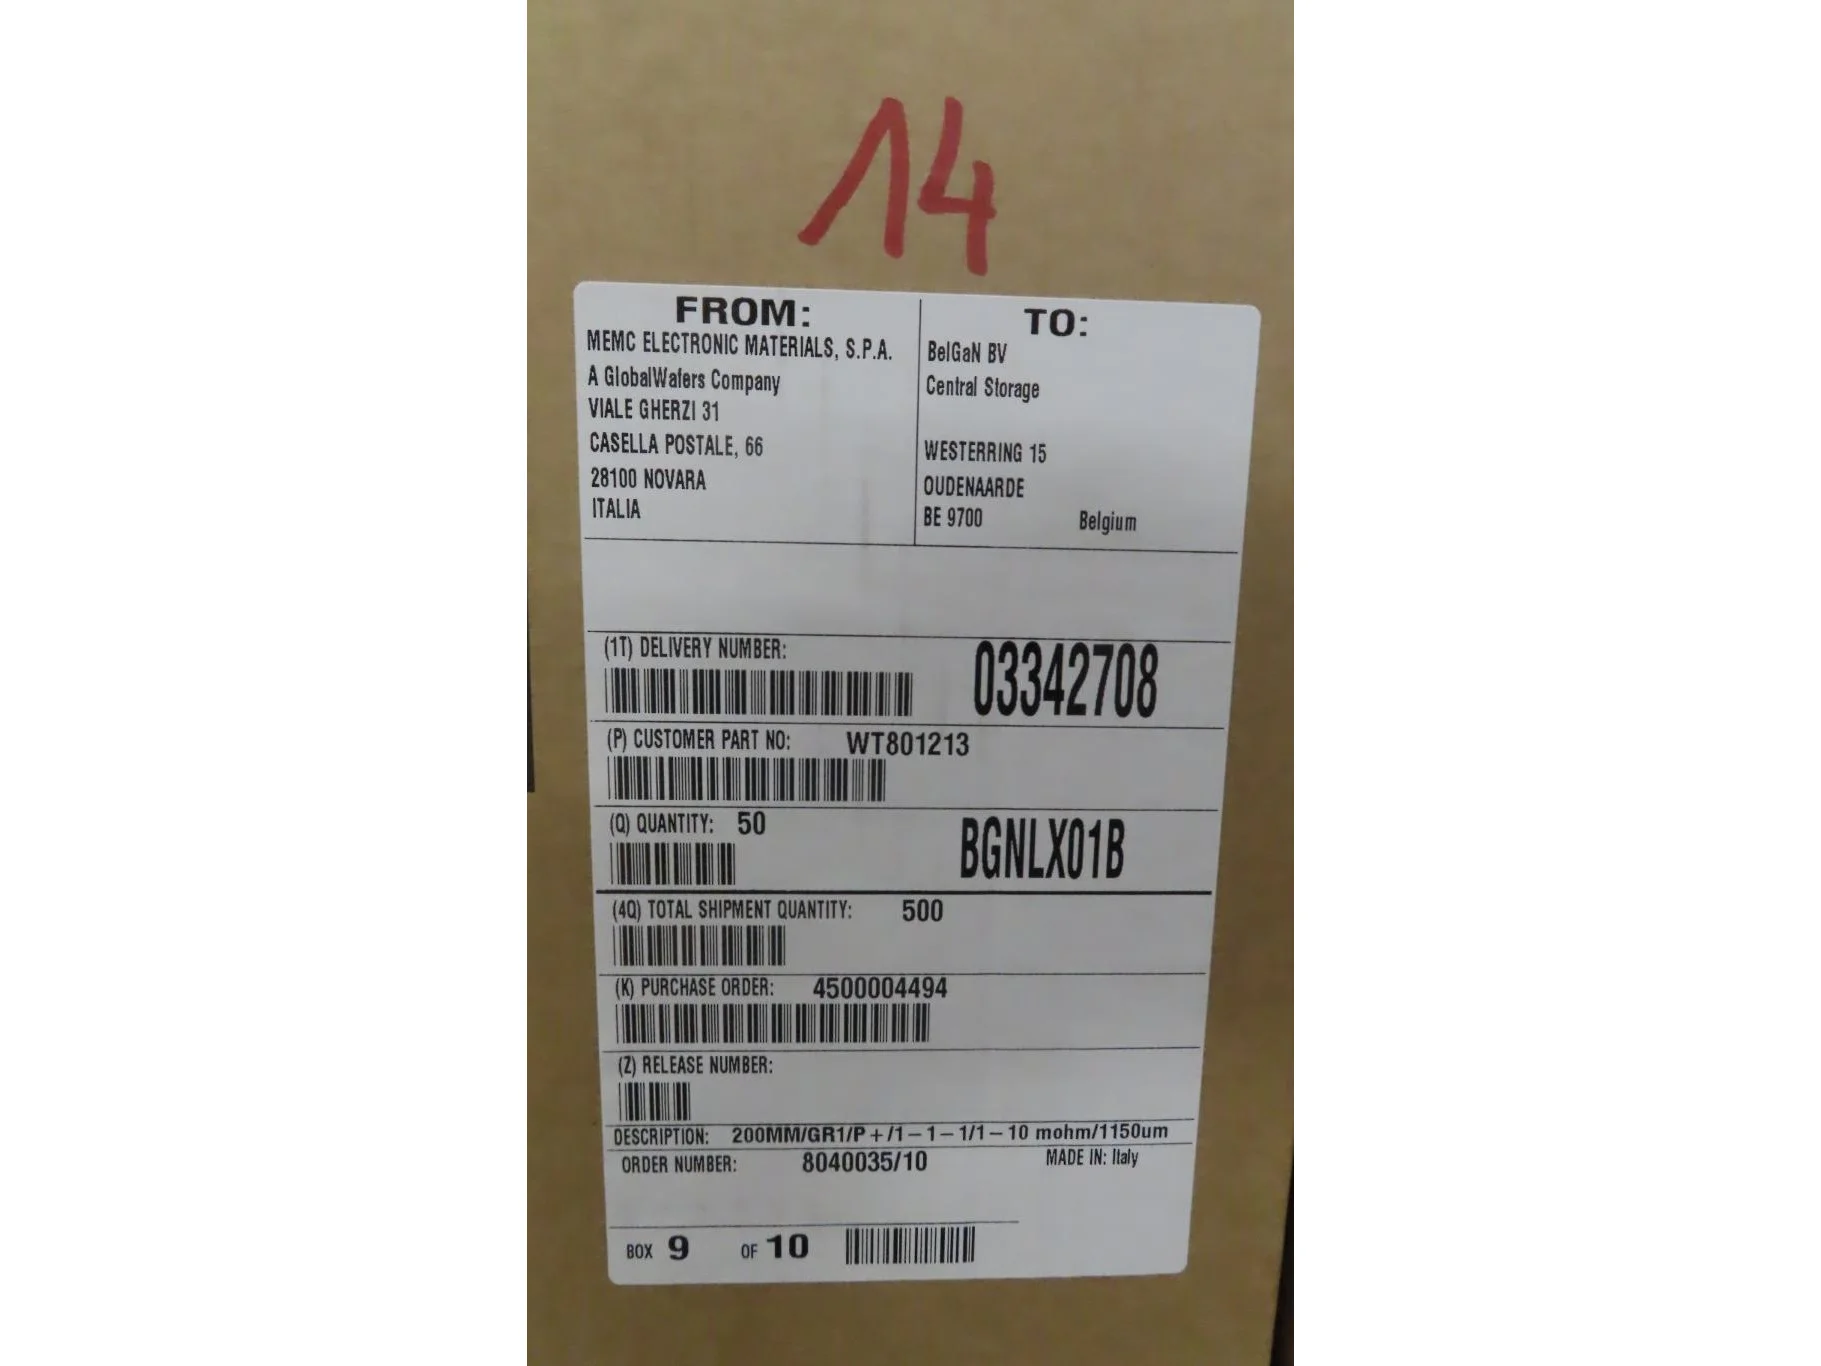 14
FROM:
MEMC ELECTRONIC MATERIALS, S.P.A.
A GlobalWafers Company
VIALE GHERZI 31
CASELLA POSTALE, 66
28100 NOVARA
ITALIA
TO:
BelGaN BV
Central Storage
WESTERRING 15
OUDENAARDE
BE 9700 Belgium
(1T) DELIVERY NUMBER: 03342708
(P) CUSTOMER PART NO: WT801213
(Q) QUANTITY: 50 BGNLX01B
(4Q) TOTAL SHIPMENT QUANTITY: 500
(K) PURCHASE ORDER: 4500004494
(Z) RELEASE NUMBER:
DESCRIPTION: 200MM/GR1/P+/1-1-1/1-10 mohm/1150um
ORDER NUMBER: 8040035/10 MADE IN: Italy
BOX 9 OF 10